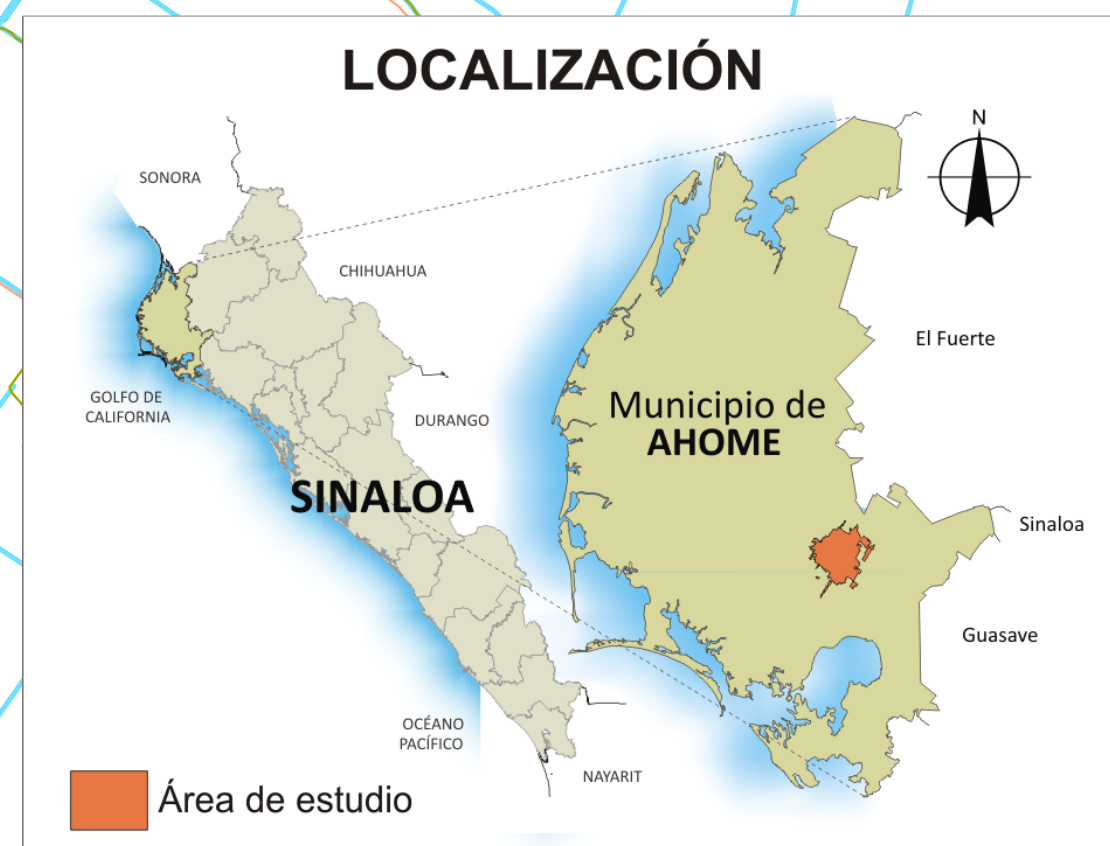 LOCALIZACIÓN
N
SONORA
CHIHUAHUA
El Fuerte
GOLFO DE
CALIFORNIA
DURANGO
Municipio de
AHOME
SINALOA
Sinaloa
Guasave
OCÉANO
PACÍFICO
NAYARIT
Área de estudio